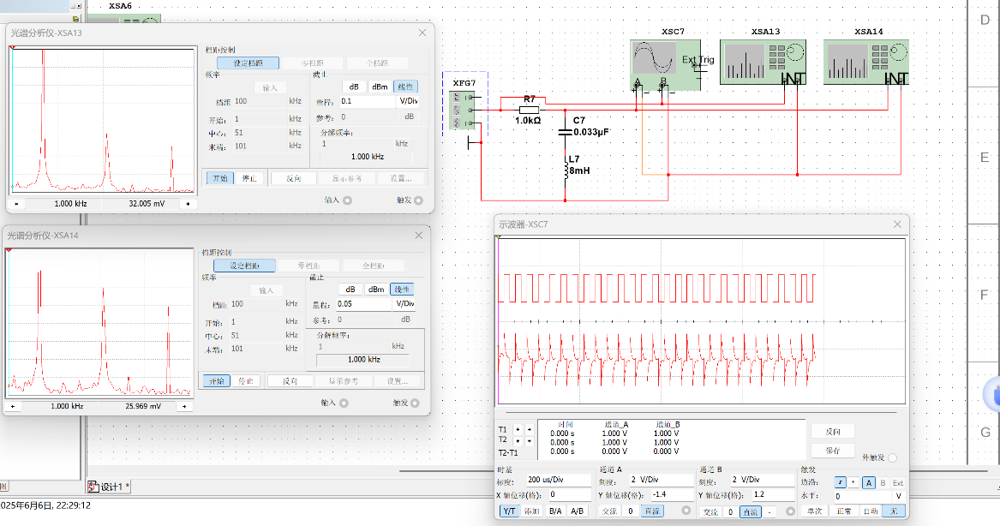 XSA6
光谱分析仪-XSA13
档距控制
设定档距 零档距 全档距
频率 截止
输入 dB dBm 线性
档距 100 kHz 量程: 0.1 V/Div
开始: 1 kHz 参考: 0 dB
中心: 51 kHz 分解频率:
末端: 101 kHz 1 kHz
1.000 kHz
开始 停止 反向 显示参考 设置...
1.000 kHz 32.005 mV
输入 触发
光谱分析仪-XSA14
档距控制
设定档距 零档距 全档距
频率 截止
输入 dB dBm 线性
档距 100 kHz 量程: 0.05 V/Div
开始: 1 kHz 参考: 0 dB
中心: 51 kHz 分解频率:
末端: 101 kHz 1 kHz
1.000 kHz
开始 停止 反向 显示参考 设置...
1.000 kHz 25.969 mV
输入 触发
XSC7 XSA13 XSA14
Ext Trig
A B
IN T IN T
XFG7
R7
1.0kΩ
C7
0.033µF
L7
8mH
D
E
F
G
示波器-XSC7
时间 通道_A 通道_B
T1 0.000 s 1.000 V 1.000 V
T2 0.000 s 1.000 V 1.000 V
T2-T1 0.000 s 0.000 V 0.000 V
反向
保存
外触发
时基 通道 A 通道 B 触发
标度: 200 us/Div 刻度: 2 V/Div 刻度: 2 V/Div 边沿: A B Ext
X 轴位移(格): 0 Y 轴位移(格): -1.4 Y 轴位移(格): 1.2 水平: 0 V
Y/T 添加 B/A A/B 交流 0 直流 交流 0 直流 - 单次 正常 自动 无
图 设计1 *
025年6月6日, 22:29:12